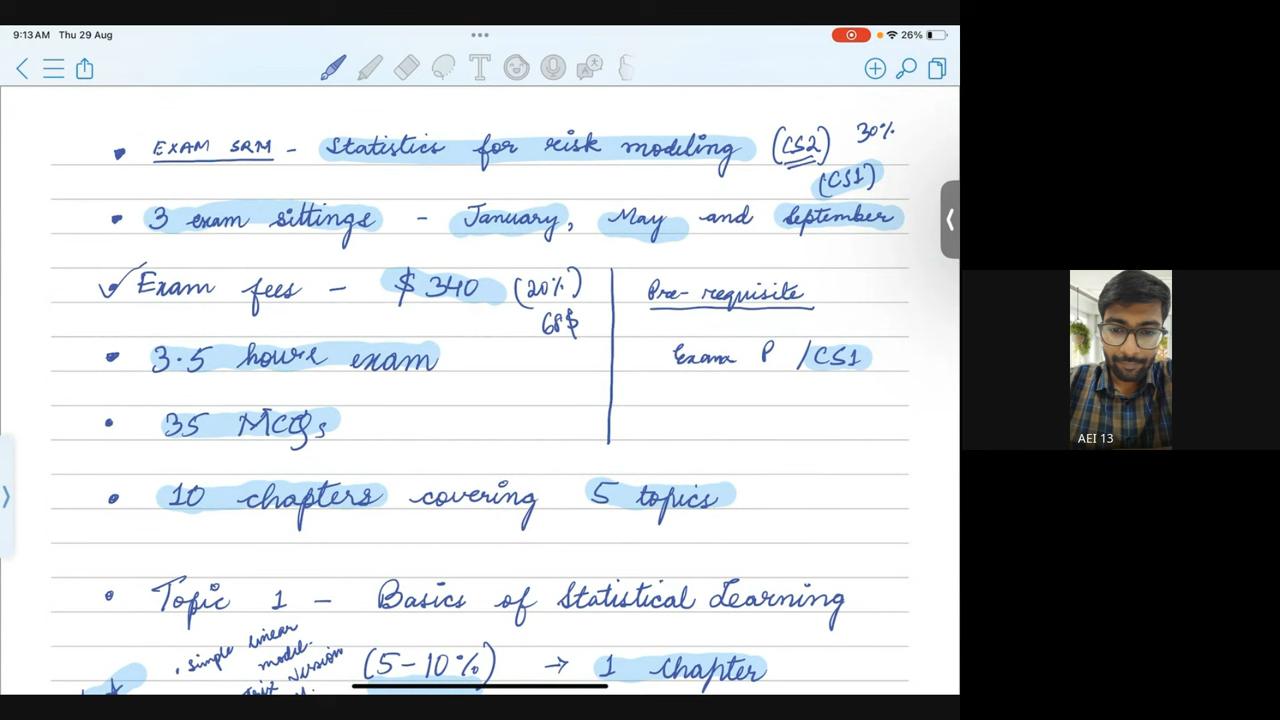 9:13 AM Thu 29 Aug
26%
• EXAM SRM - Statistics for risk modeling (CS2) 30%
(CS1)
• 3 exam sittings - January, May and September
✓ Exam fees - $ 340 (20%)
68$
Pre-requisite
• 3.5 hours exam
Exam P / CS1
• 35 MCQs
• 10 chapters covering 5 topics
• Topic 1 - Basics of Statistical Learning
• simple linear
model.
version
(5-10%) → 1 chapter
AEI 13